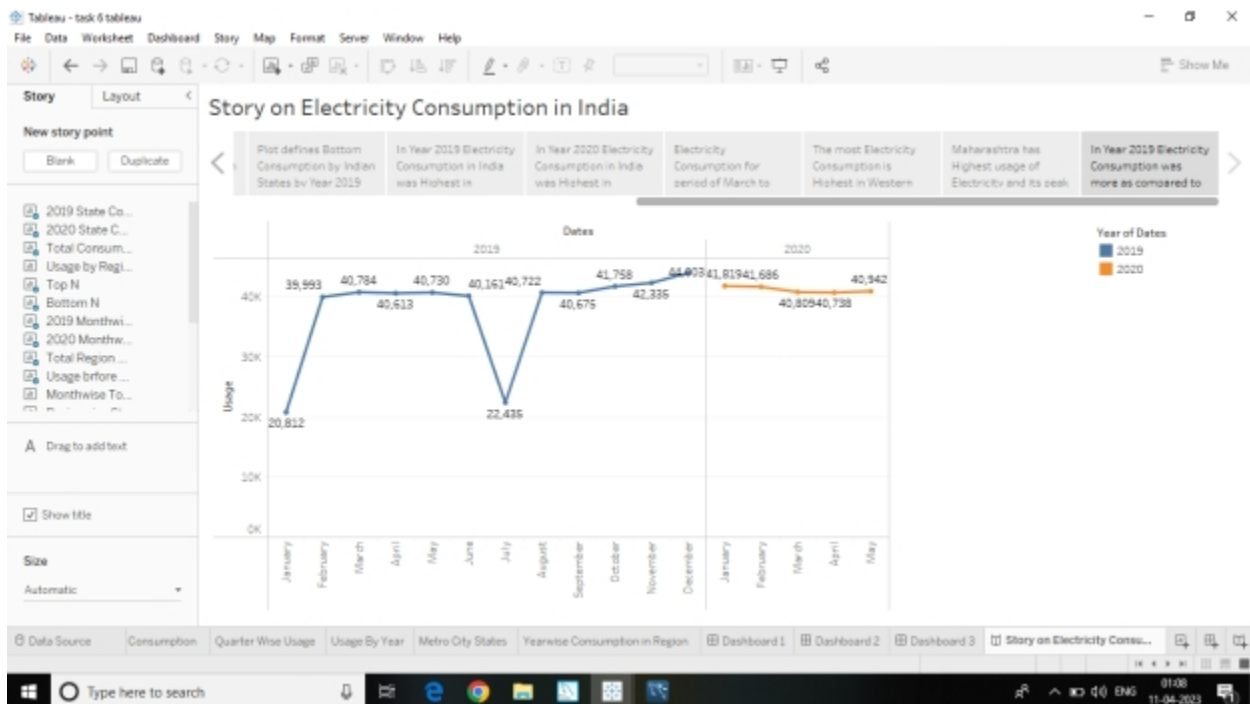 Tableau - task 6 tableau
File Data Worksheet Dashboard Story Map Format Server Window Help
Show Me
Story Layout
New story point
Blank Duplicate
2019 State Co...
2020 State C...
Total Consum...
Usage by Regi...
Top N
Bottom N
2019 Monthwi...
2020 Monthw...
Total Region ...
Usage brfore ...
Monthwise To...
A Drag to add text
Show title
Size
Automatic
Story on Electricity Consumption in India
Plot defines Bottom
Consumption by Indian
States by Year 2019
In Year 2019 Electricity
Consumption in India
was Highest in
In Year 2020 Electricity
Consumption in India
was Highest in
Electricity
Consumption for
period of March to
The most Electricity
Consumption is
Highest in Western
Maharashtra has
Highest usage of
Electricity and its peak
In Year 2019 Electricity
Consumption was
more as compared to
Dates
2019 2020
Usage
40K
30K
20K
10K
0K
20,812
39,993
40,784
40,613
40,730
40,161
22,435
40,722
40,675
41,758
42,335
41,819
41,686
40,809
40,738
40,942
January
February
March
April
May
June
July
August
September
October
November
December
January
February
March
April
May
Year of Dates
2019
2020
Data Source Consumption Quarter Wise Usage Usage By Year Metro City States Yearwise Consumption in Region Dashboard 1 Dashboard 2 Dashboard 3 Story on Electricity Consu...
Type here to search
ENG
01:08
11-04-2023